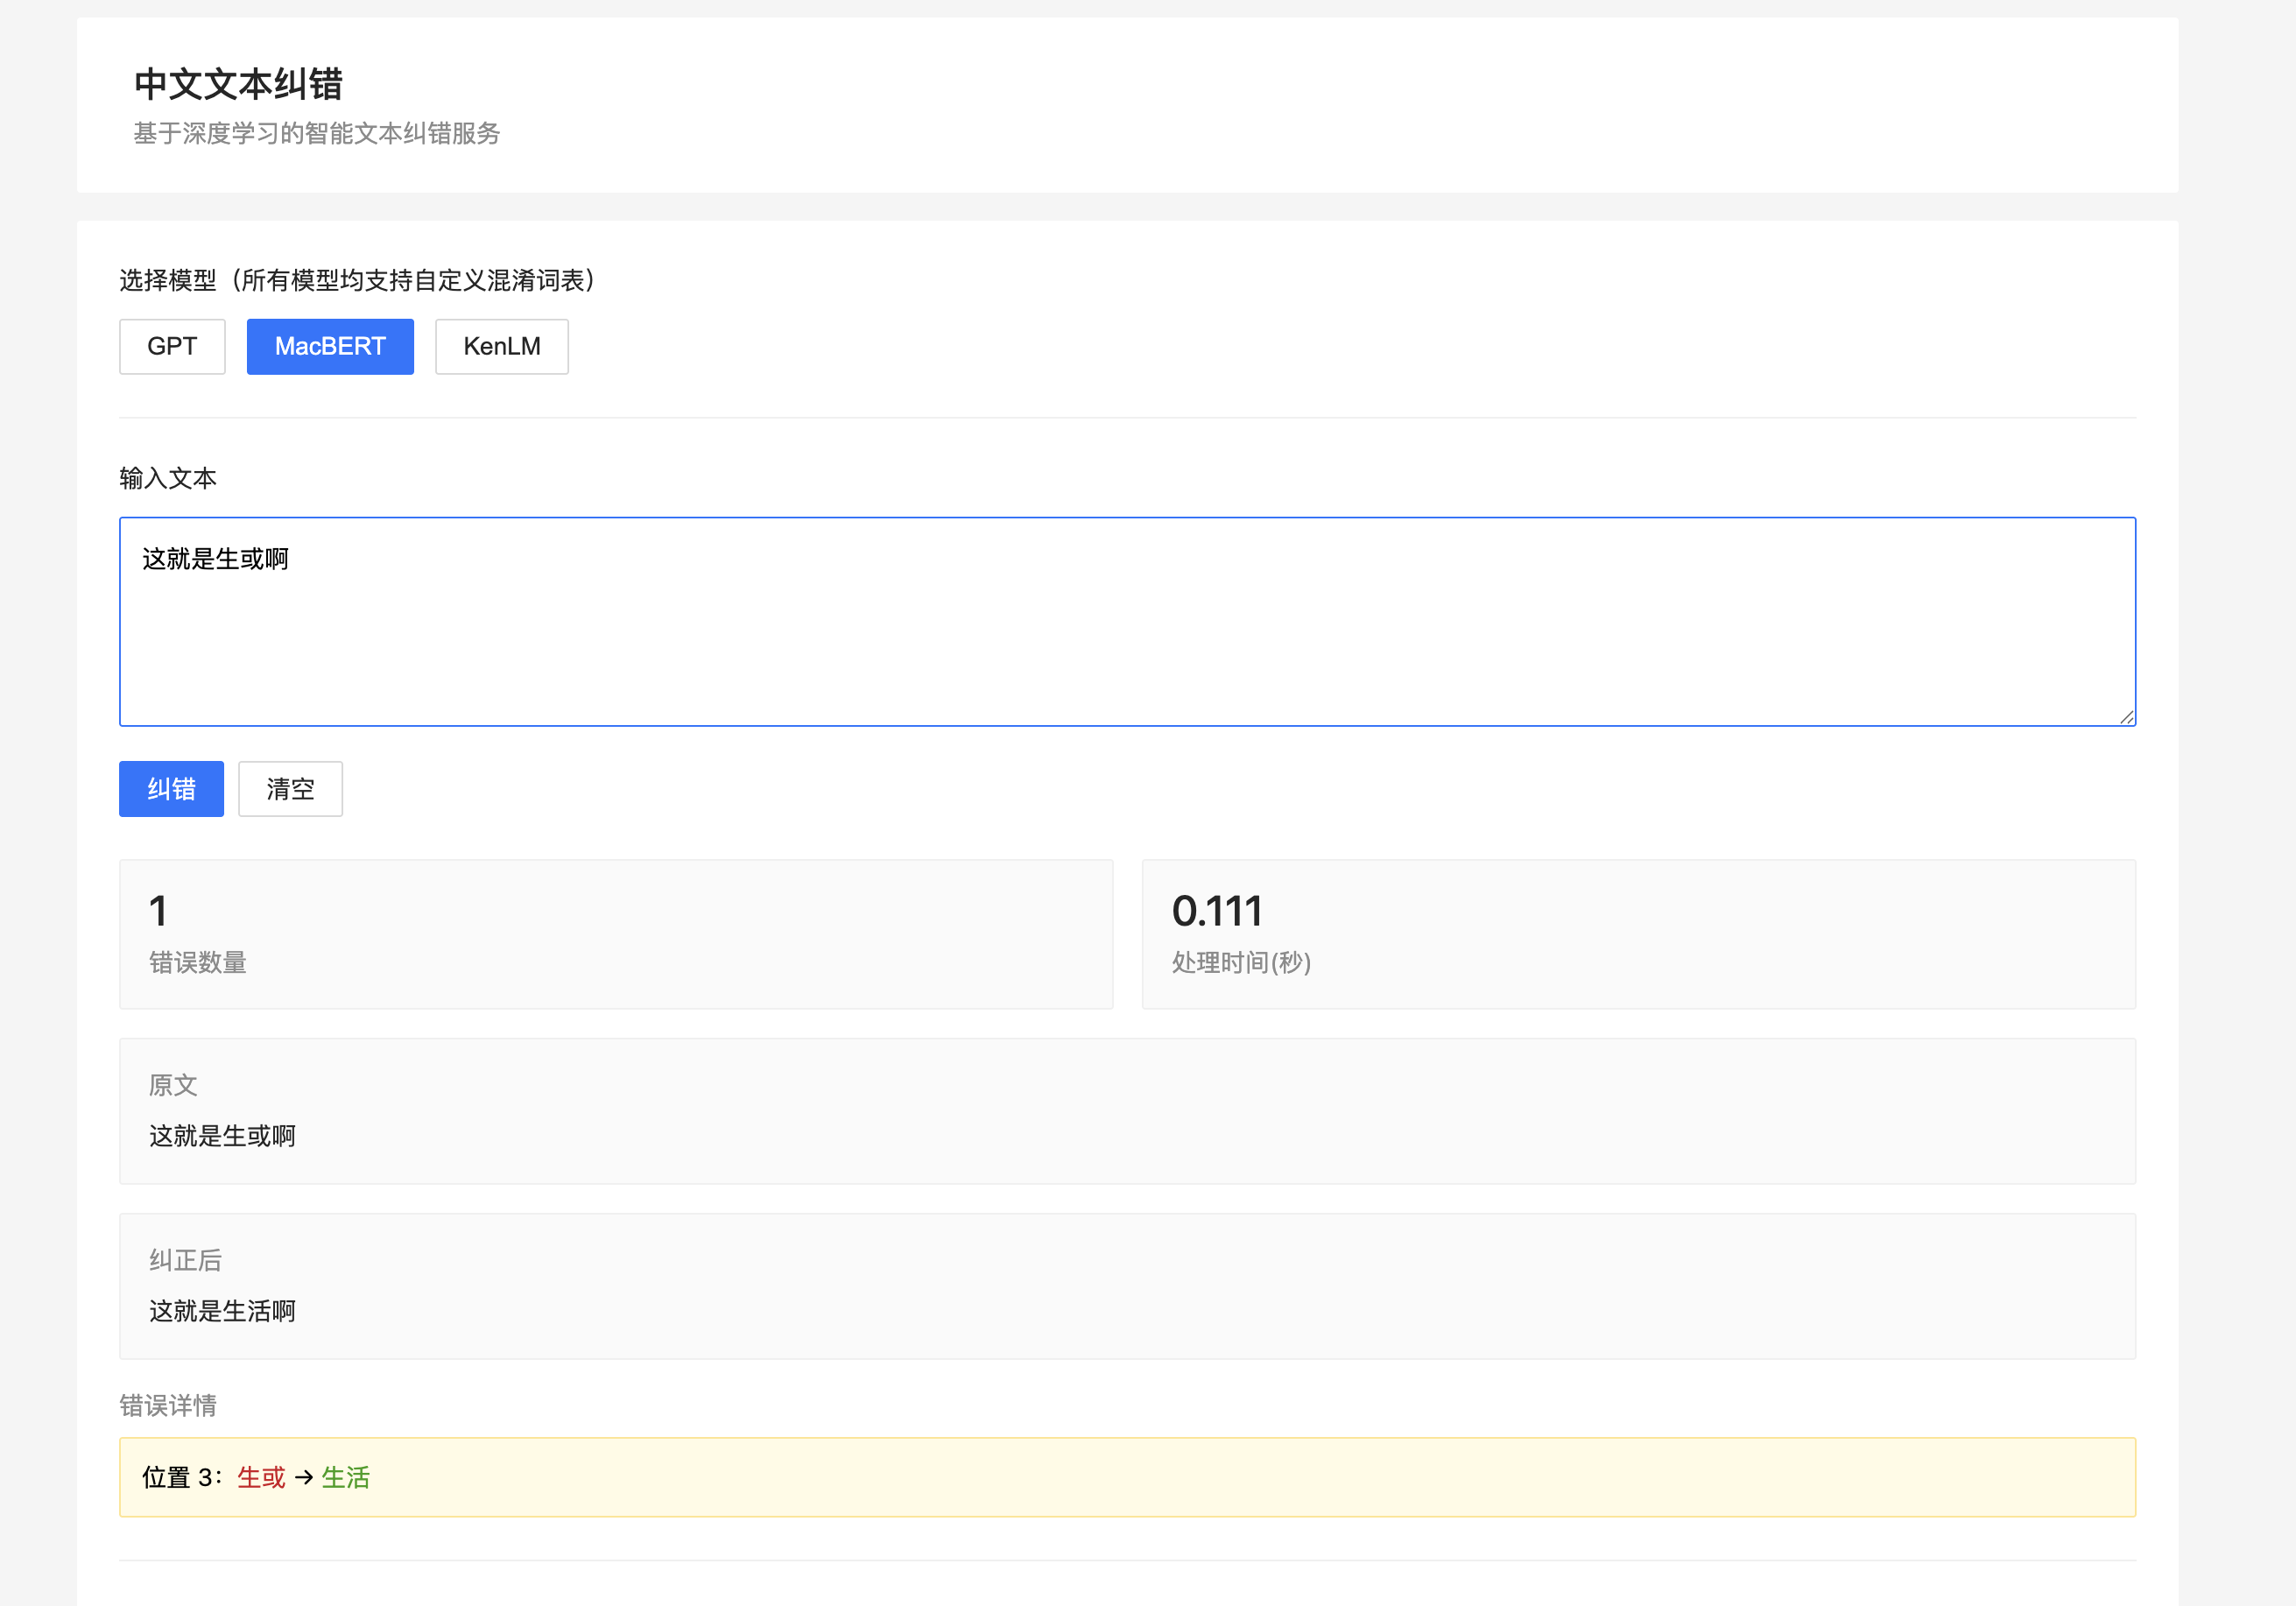 中文文本纠错
基于深度学习的智能文本纠错服务
选择模型（所有模型均支持自定义混淆词表）
GPT MacBERT KenLM
输入文本
这就是生或啊
纠错 清空
1 0.111
错误数量 处理时间(秒)
原文
这就是生或啊
纠正后
这就是生活啊
错误详情
位置 3： 生或 → 生活